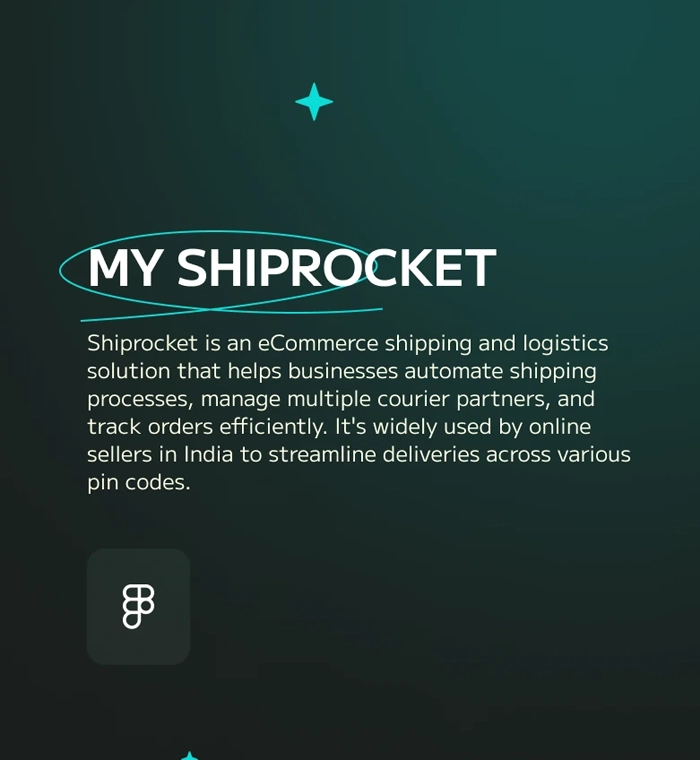 MY SHIPROCKET
Shiprocket is an eCommerce shipping and logistics
solution that helps businesses automate shipping
processes, manage multiple courier partners, and
track orders efficiently. It's widely used by online
sellers in India to streamline deliveries across various
pin codes.